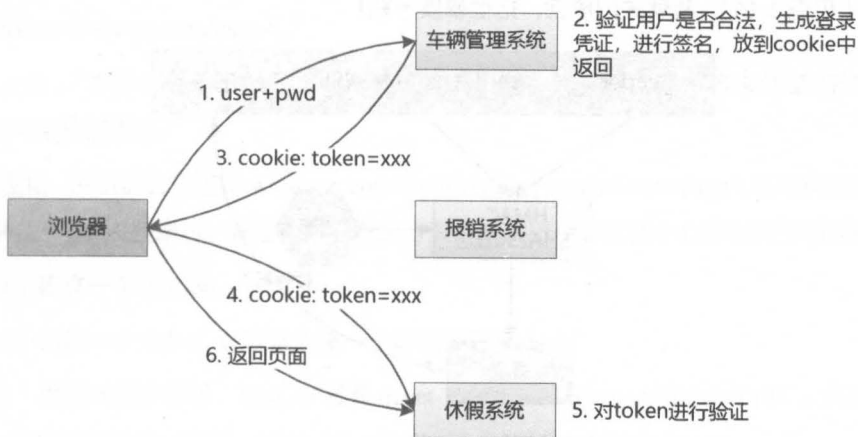 车辆管理系统
2. 验证用户是否合法，生成登录
凭证，进行签名，放到cookie中
返回
1. user+pwd
3. cookie: token=xxx
浏览器
报销系统
4. cookie: token=xxx
6. 返回页面
休假系统
5. 对token进行验证